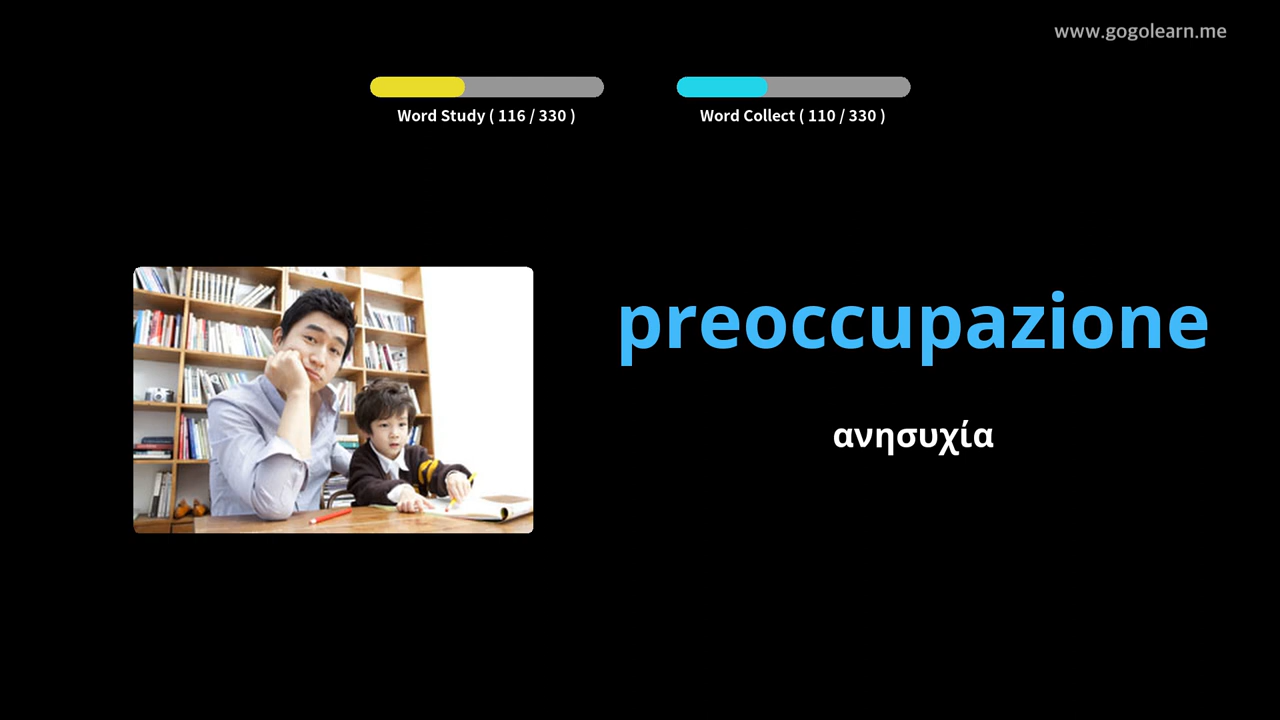 www.gogolearn.me
Word Study ( 116 / 330 )
Word Collect ( 110 / 330 )
preoccupazione
ανησυχία